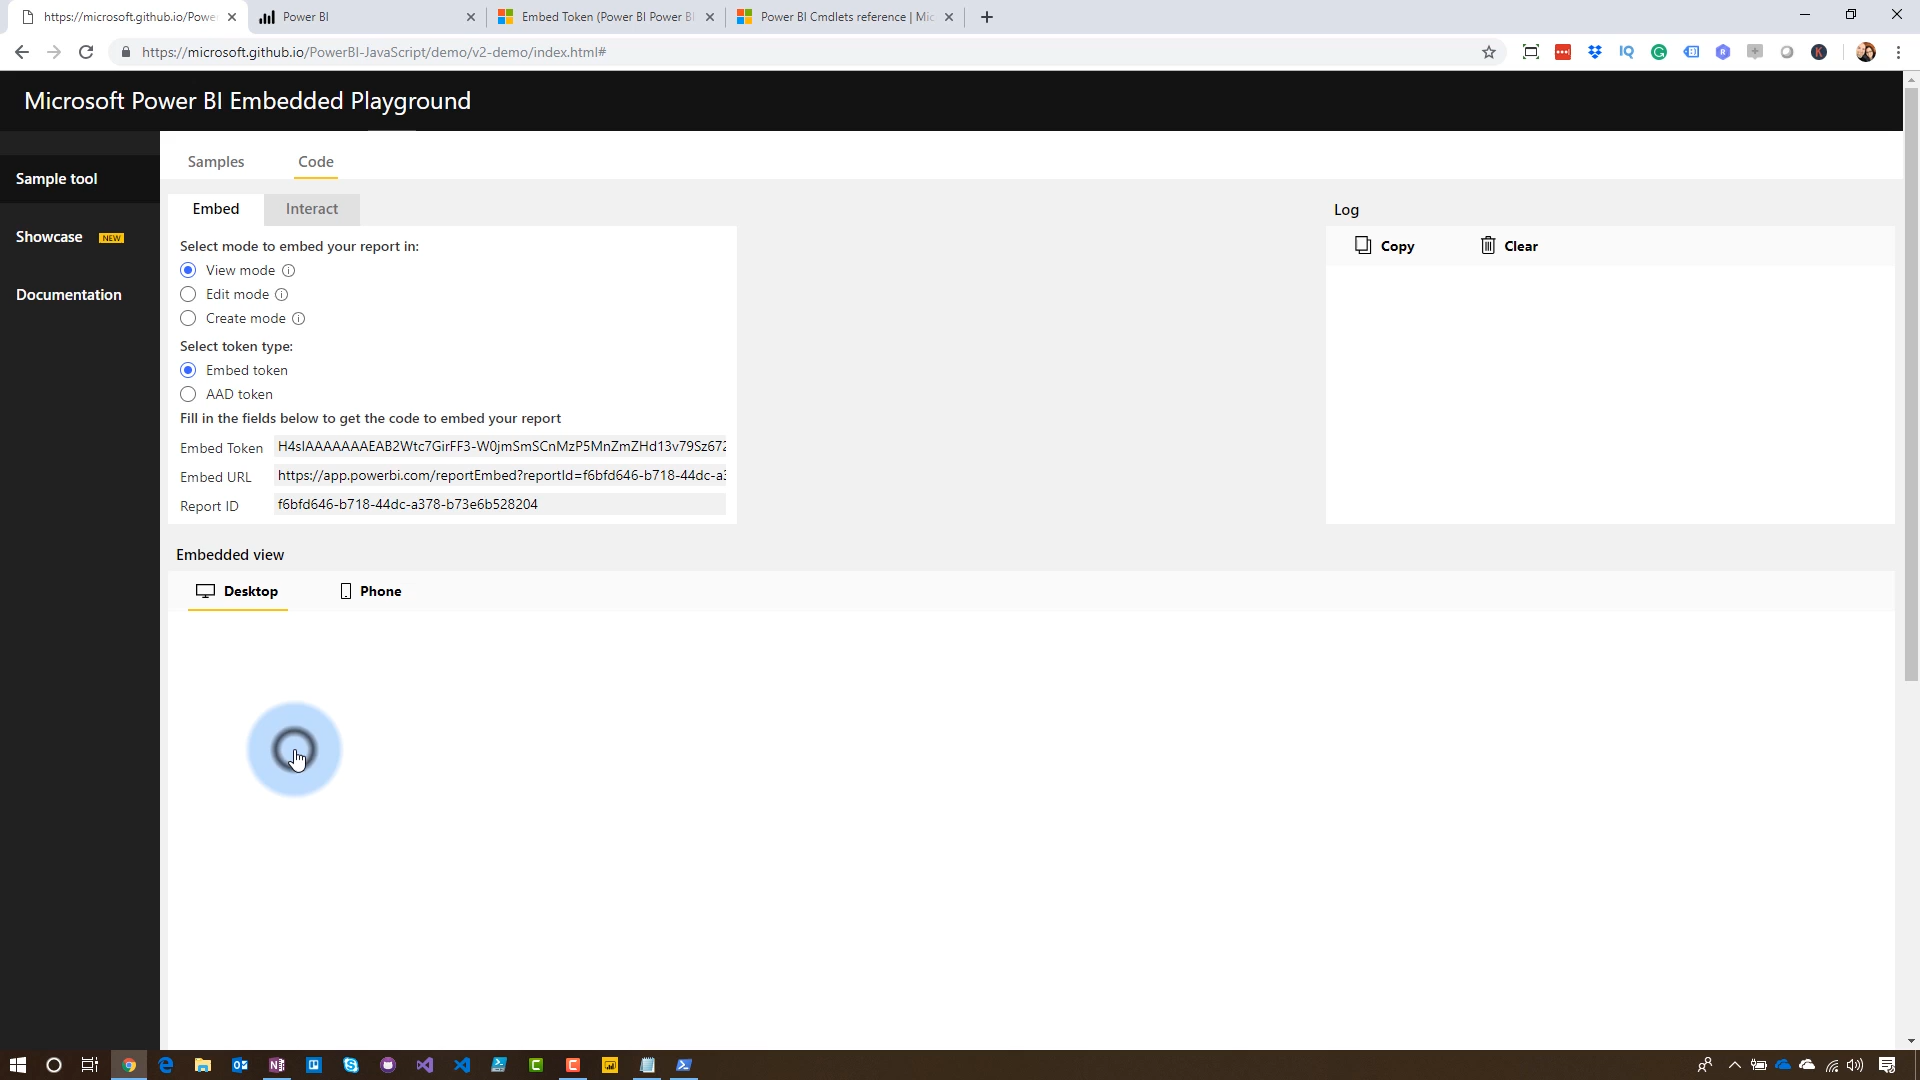 https://microsoft.github.io/Powe
Power BI
Embed Token (Power BI Power B
Power BI Cmdlets reference | Mic
https://microsoft.github.io/PowerBI-JavaScript/demo/v2-demo/index.html#
Microsoft Power BI Embedded Playground
Sample tool
Showcase NEW
Documentation
Samples Code
Embed Interact
Select mode to embed your report in:
View mode
Edit mode
Create mode
Select token type:
Embed token
AAD token
Fill in the fields below to get the code to embed your report
Embed Token H4sIAAAAAAAEAB2Wtc7GirFF3-W0jmSmSCnMzP5MnZmZHd13v79Sz672
Embed URL https://app.powerbi.com/reportEmbed?reportId=f6bfd646-b718-44dc-a3
Report ID f6bfd646-b718-44dc-a378-b73e6b528204
Log
Copy Clear
Embedded view
Desktop Phone